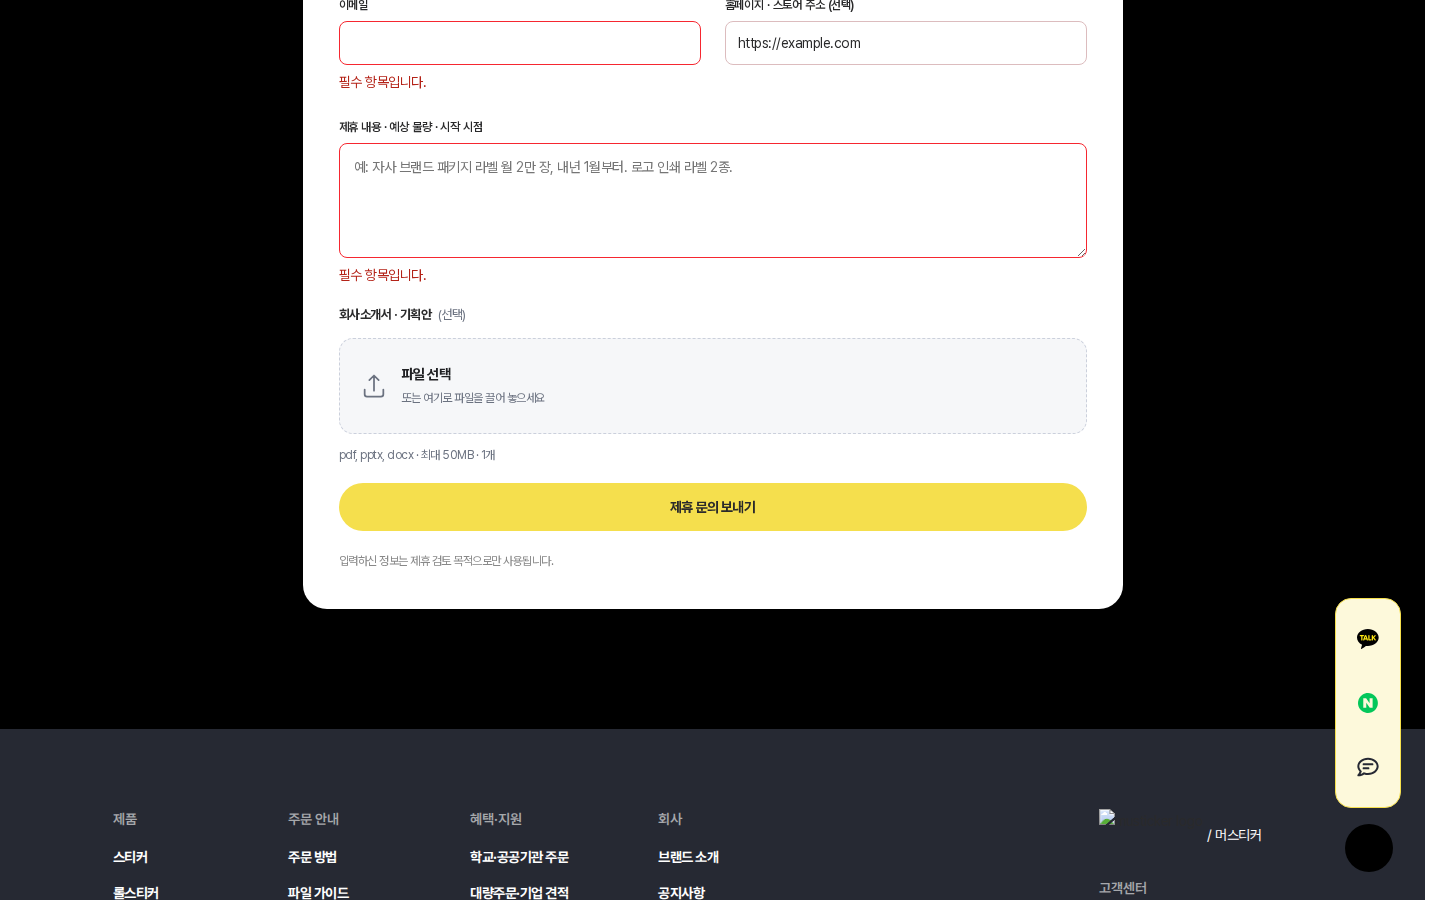 이메일
홈페이지 · 스토어 주소 (선택)
https://example.com
필수 항목입니다.
제휴 내용 · 예상 물량 · 시작 시점
예: 자사 브랜드 패키지 라벨 월 2만 장, 내년 1월부터. 로고 인쇄 라벨 2종.
필수 항목입니다.
회사소개서 · 기획안 (선택)
파일 선택
또는 여기로 파일을 끌어 놓으세요
pdf, pptx, docx · 최대 50MB · 1개
제휴 문의 보내기
입력하신 정보는 제휴 검토 목적으로만 사용됩니다.
TALK
N
제품
주문 안내
혜택·지원
회사
/ 머스티커
스티커
주문 방법
학교·공공기관 주문
브랜드 소개
고객센터
롤스티커
파일 가이드
대량주문·기업 견적
공지사항